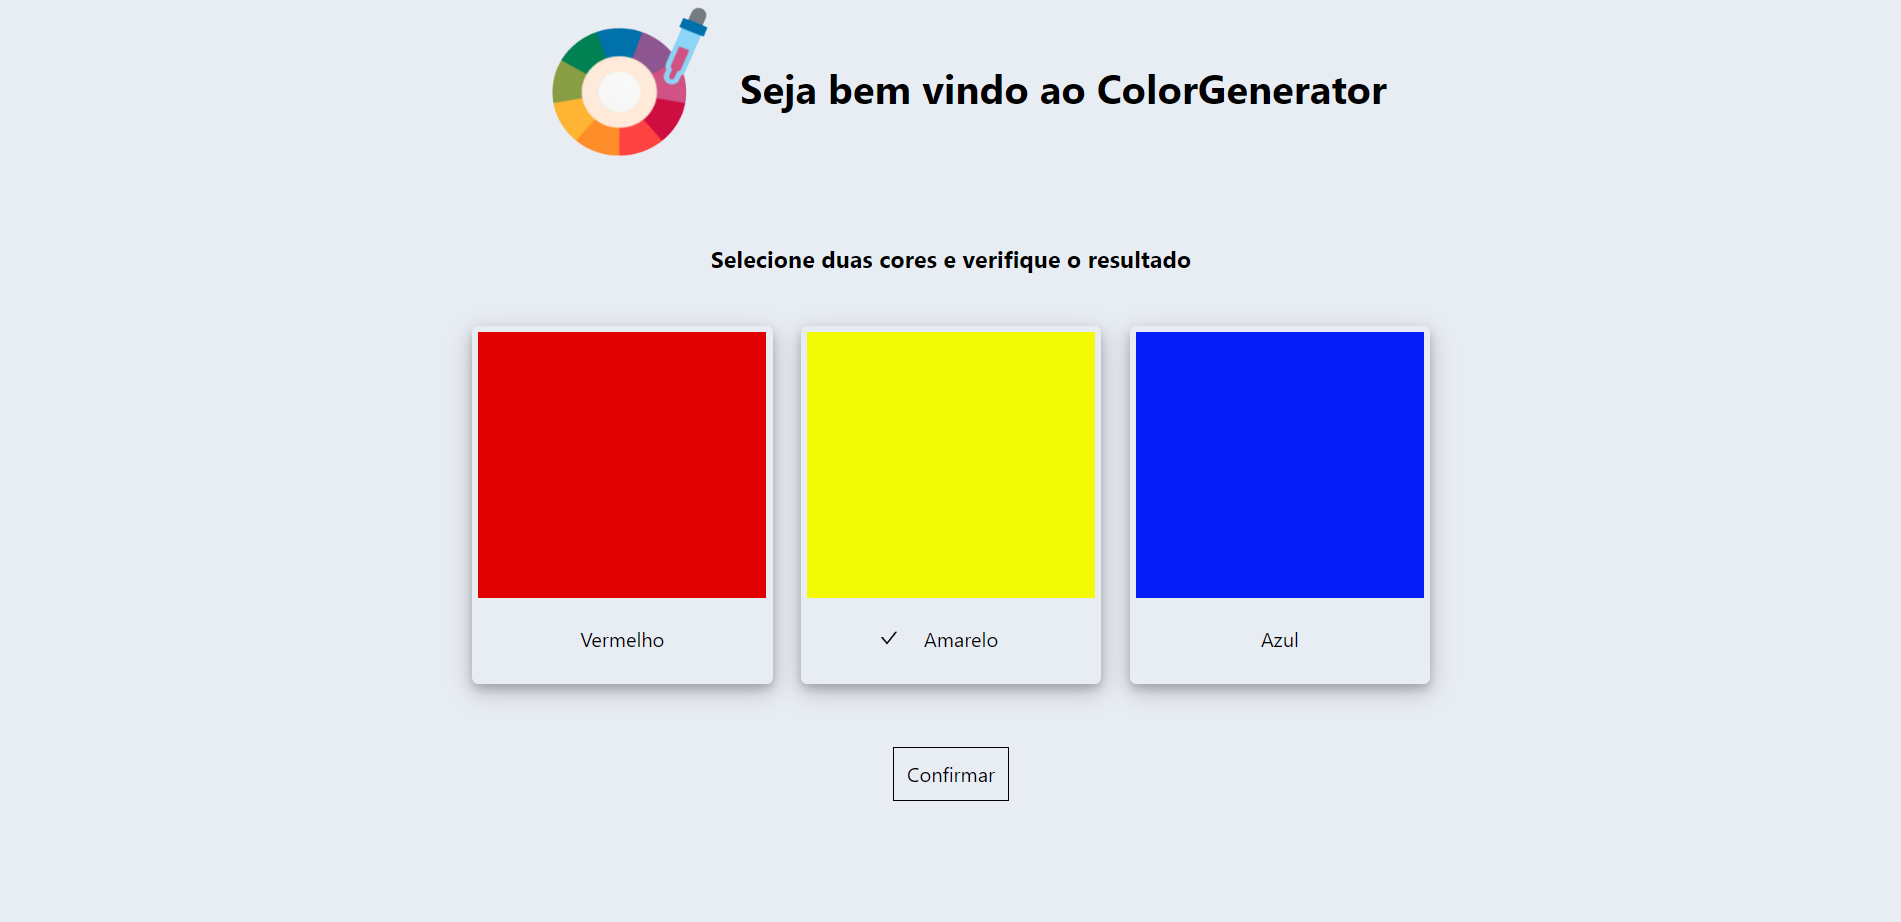 Seja bem vindo ao ColorGenerator
Selecione duas cores e verifique o resultado
Vermelho
Amarelo
Azul
Confirmar